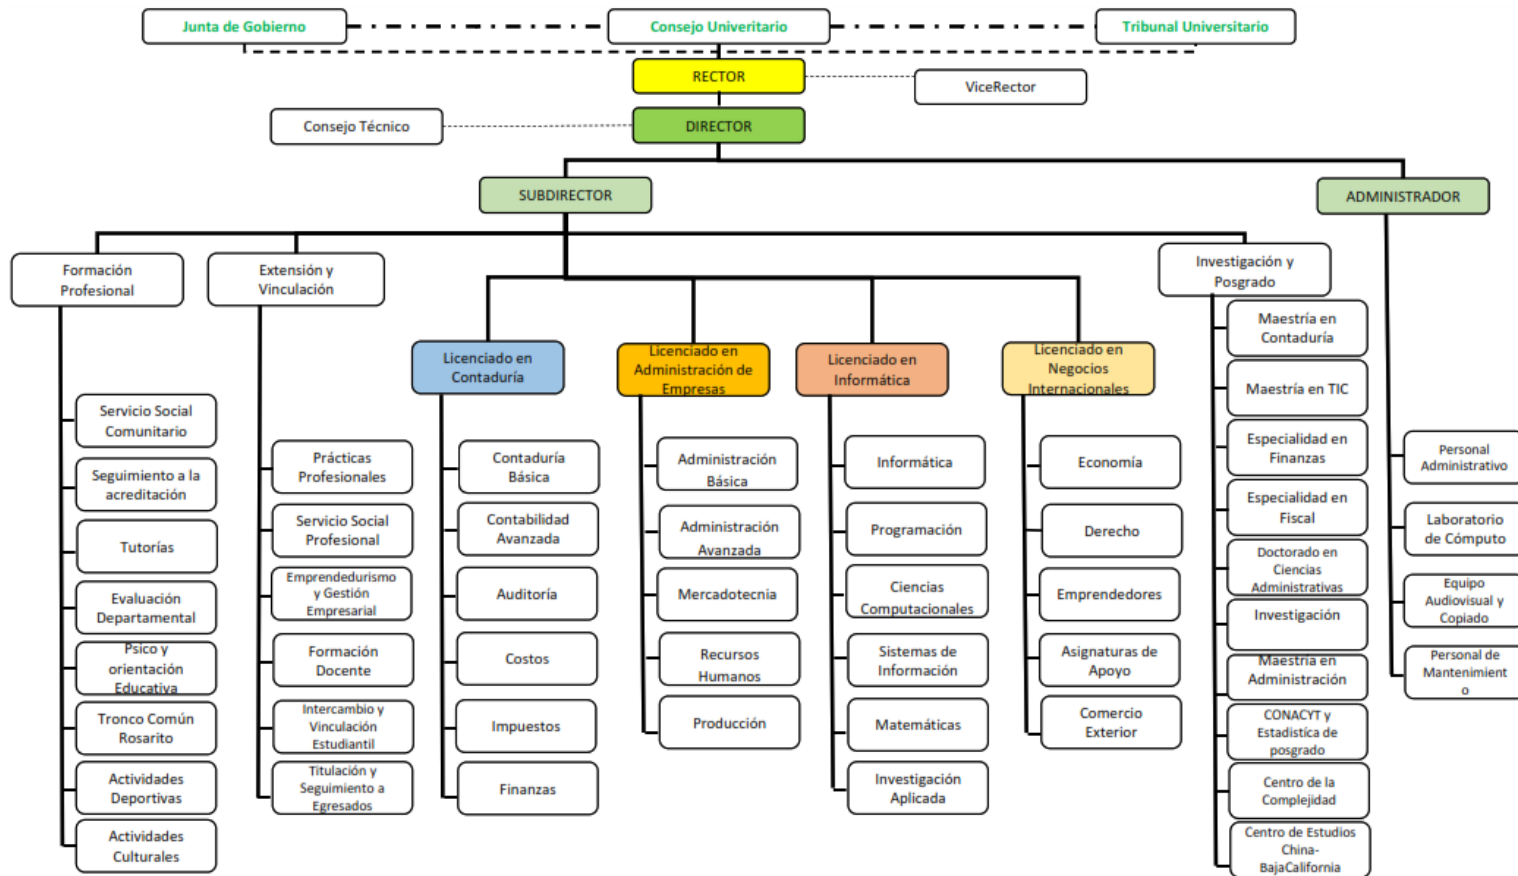 Junta de Gobierno
Consejo Univeritario
Tribunal Universitario
RECTOR
ViceRector
Consejo Técnico
DIRECTOR
SUBDIRECTOR
ADMINISTRADOR
Formación
Profesional
Extensión y
Vinculación
Investigación y
Posgrado
Licenciado en
Contaduría
Licenciado en
Administración de
Empresas
Licenciado en
Informática
Licenciado en
Negocios
Internacionales
Servicio Social
Comunitario
Seguimiento a la
acreditación
Tutorías
Evaluación
Departamental
Psico y
orientación
Educativa
Tronco Común
Rosarito
Actividades
Deportivas
Actividades
Culturales
Prácticas
Profesionales
Servicio Social
Profesional
Emprendedurismo
y Gestión
Empresarial
Formación
Docente
Intercambio y
Vinculación
Estudiantil
Titulación y
Seguimiento a
Egresados
Contaduría
Básica
Contabilidad
Avanzada
Auditoría
Costos
Impuestos
Finanzas
Administración
Básica
Administración
Avanzada
Mercadotecnia
Recursos
Humanos
Producción
Informática
Programación
Ciencias
Computacionales
Sistemas de
Información
Matemáticas
Investigación
Aplicada
Economía
Derecho
Emprendedores
Asignaturas de
Apoyo
Comercio
Exterior
Maestría en
Contaduría
Maestría en TIC
Especialidad en
Finanzas
Especialidad en
Fiscal
Doctorado en
Ciencias
Administrativas
Investigación
Maestría en
Administración
CONACYT y
Estadistíca de
posgrado
Centro de la
Complejidad
Centro de Estudios
China-
BajaCalifornia
Personal
Administrativo
Laboratorio
de Cómputo
Equipo
Audiovisual y
Copiado
Personal de
Mantenimient
o